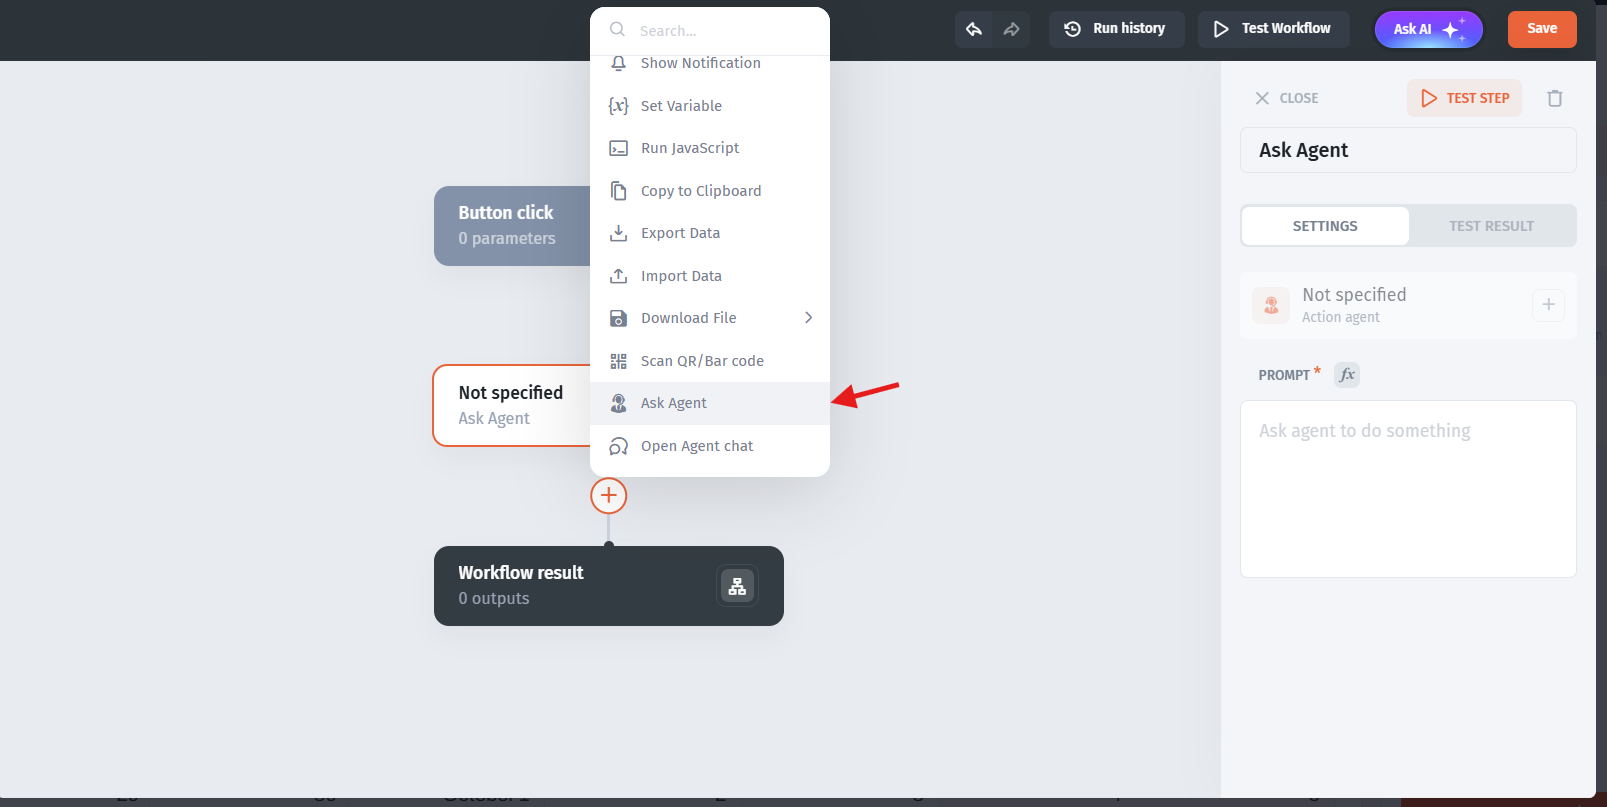 Search...
Run history
Test Workflow
Ask AI
Save
Show Notification
Set Variable
Run JavaScript
Copy to Clipboard
Export Data
Import Data
Download File
Scan QR/Bar code
Ask Agent
Open Agent chat
Button click
0 parameters
Not specified
Ask Agent
Workflow result
0 outputs
CLOSE
TEST STEP
Ask Agent
SETTINGS
TEST RESULT
Not specified
Action agent
PROMPT *
fx
Ask agent to do something
October 1